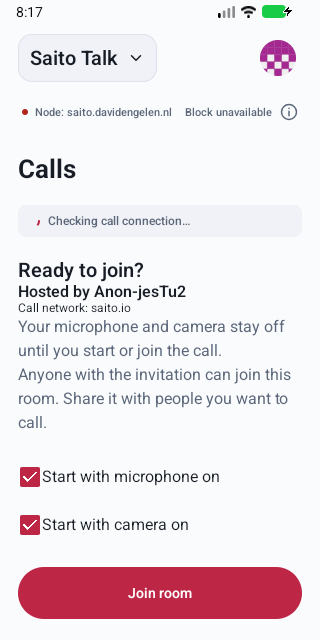 8:17
Saito Talk
Node: saito.davidengelen.nl Block unavailable
Calls
Checking call connection...
Ready to join?
Hosted by Anon-jesTu2
Call network: saito.io
Your microphone and camera stay off
until you start or join the call.
Anyone with the invitation can join this
room. Share it with people you want to
call.
Start with microphone on
Start with camera on
Join room